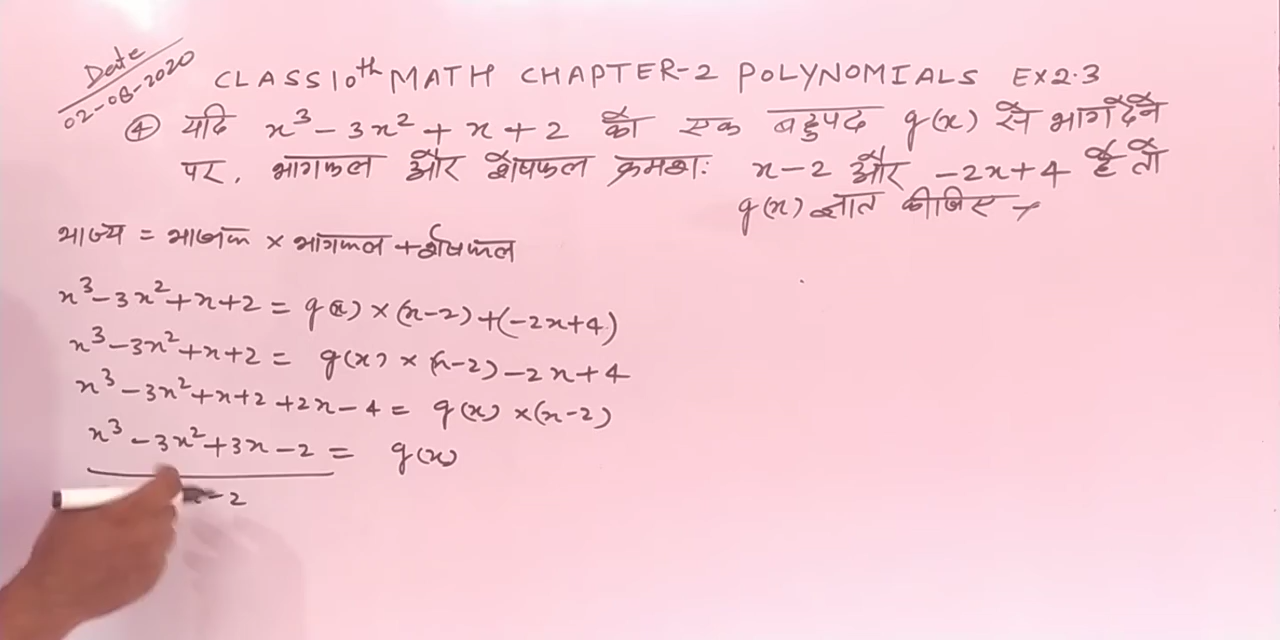 Date
02-08-2020
CLASS 10th MATH CHAPTER-2 POLYNOMIALS EX 2.3
④ यदि x³ - 3x² + x + 2 को एक बहुपद g(x) से भाग देने
पर, भागफल और शेषफल क्रमशः x-2 और -2x+4 है तो
g(x) ज्ञात कीजिए
भाज्य = भाजक × भागफल + शेषफल
x³-3x²+x+2 = g(x) × (x-2)+(-2x+4)
x³-3x²+x+2 = g(x) × (x-2)-2x+4
x³-3x²+x+2+2x-4 = g(x) ×(x-2)
x³-3x²+3x-2 = g(x)
x-2